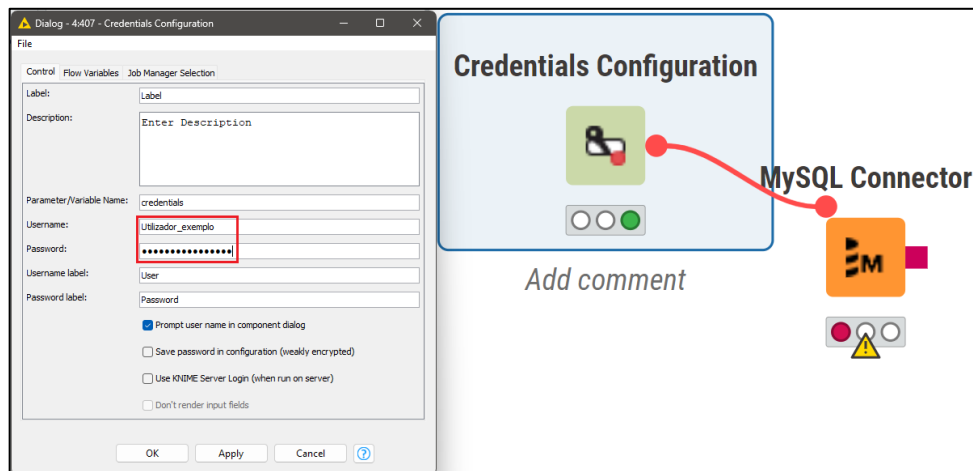 Dialog - 4:407 - Credentials Configuration
File
Control Flow Variables Job Manager Selection
Label: Label
Description: Enter Description
Parameter/Variable Name: credentials
Username: Utilizador_exemplo
Password: ••••••••••••••••
Username label: User
Password label: Password
Prompt user name in component dialog
Save password in configuration (weakly encrypted)
Use KNIME Server Login (when run on server)
Don't render input fields
OK Apply Cancel ?
Credentials Configuration
MySQL Connector
M
Add comment